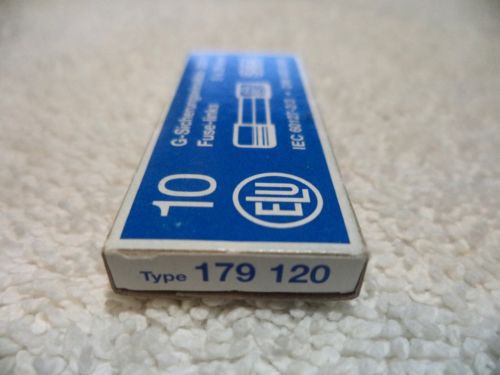 G-Sicherungseinsätze
Fuse-links
IEC 60127-2/3
10
ELU
Type 179 120